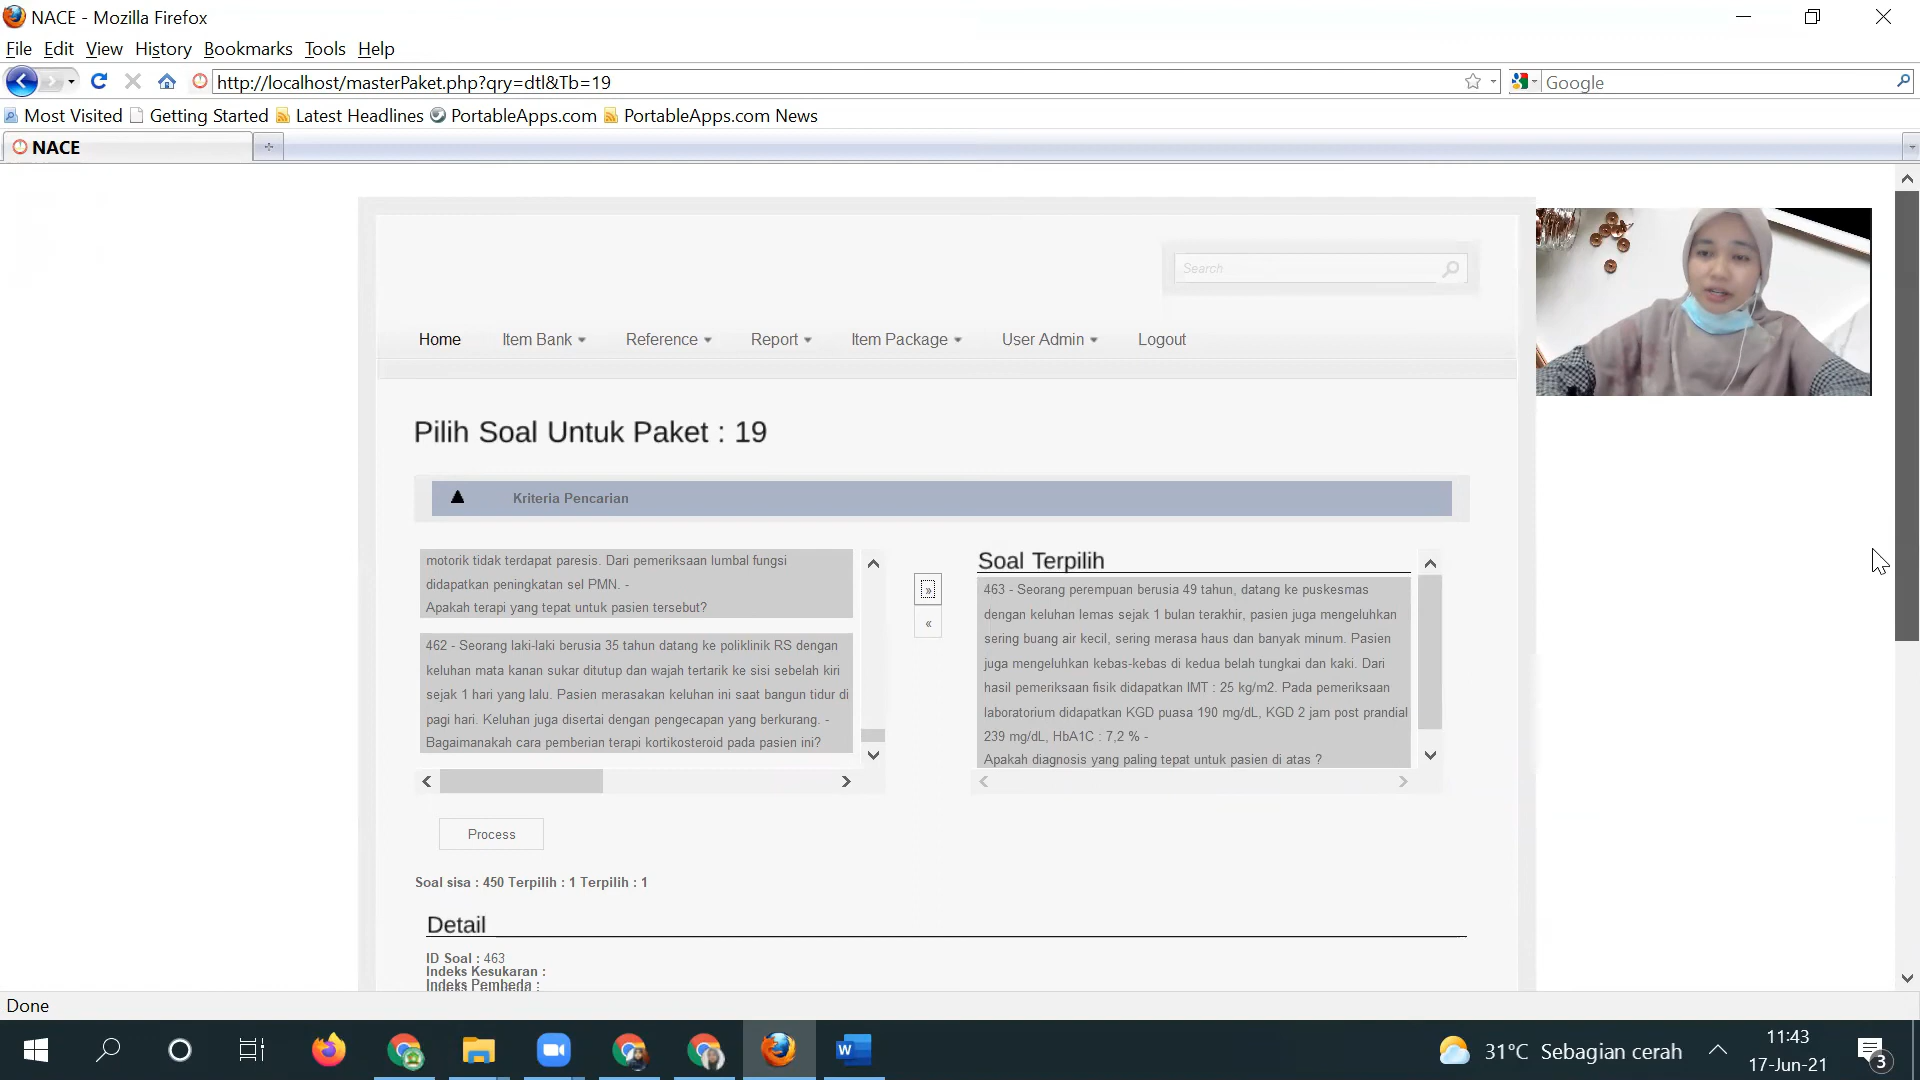 NACE - Mozilla Firefox
File Edit View History Bookmarks Tools Help
http://localhost/masterPaket.php?qry=dtl&Tb=19
Google
Most Visited Getting Started Latest Headlines PortableApps.com PortableApps.com News
NACE
Search
Home Item Bank Reference Report Item Package User Admin Logout
Pilih Soal Untuk Paket : 19
Kriteria Pencarian
motorik tidak terdapat paresis. Dari pemeriksaan lumbal fungsi
didapatkan peningkatan sel PMN. -
Apakah terapi yang tepat untuk pasien tersebut?
462 - Seorang laki-laki berusia 35 tahun datang ke poliklinik RS dengan
keluhan mata kanan sukar ditutup dan wajah tertarik ke sisi sebelah kiri
sejak 1 hari yang lalu. Pasien merasakan keluhan ini saat bangun tidur di
pagi hari. Keluhan juga disertai dengan pengecapan yang berkurang. -
Bagaimanakah cara pemberian terapi kortikosteroid pada pasien ini?
»
«
Soal Terpilih
463 - Seorang perempuan berusia 49 tahun, datang ke puskesmas
dengan keluhan lemas sejak 1 bulan terakhir, pasien juga mengeluhkan
sering buang air kecil, sering merasa haus dan banyak minum. Pasien
juga mengeluhkan kebas-kebas di kedua belah tungkai dan kaki. Dari
hasil pemeriksaan fisik didapatkan IMT : 25 kg/m2. Pada pemeriksaan
laboratorium didapatkan KGD puasa 190 mg/dL, KGD 2 jam post prandial
239 mg/dL, HbA1C : 7,2 % -
Apakah diagnosis yang paling tepat untuk pasien di atas ?
Process
Soal sisa : 450 Terpilih : 1 Terpilih : 1
Detail
ID Soal : 463
Indeks Kesukaran :
Indeks Pembeda :
Done
31°C Sebagian cerah
11:43
17-Jun-21
3